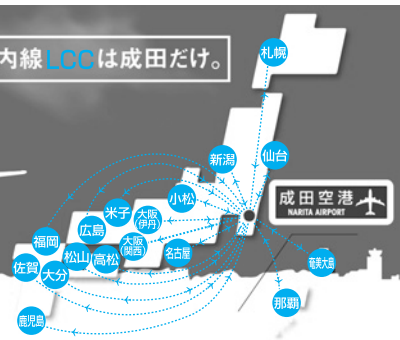 内線LCCは成田だけ。
札幌
新潟
仙台
小松
成田空港
NARITA AIRPORT
米子
大阪
(伊丹)
広島
大阪
(関西)
名古屋
福岡
松山
高松
奄美大島
佐賀
大分
那覇
鹿児島